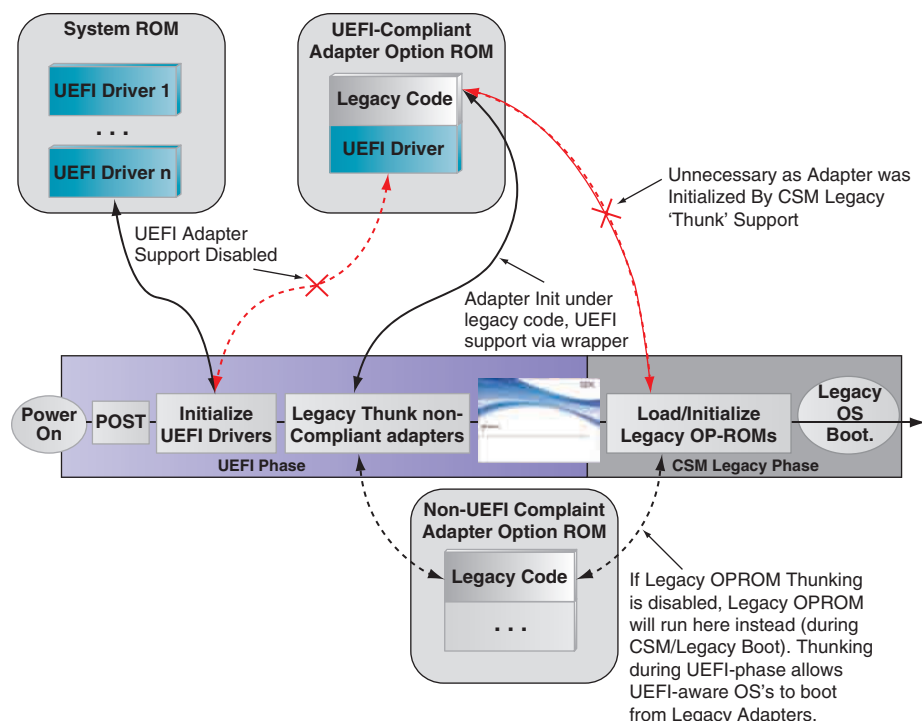 System ROM
UEFI Driver 1
. . .
UEFI Driver n
UEFI-Compliant
Adapter Option ROM
Legacy Code
UEFI Driver
Unnecessary as Adapter was
Initialized By CSM Legacy
‘Thunk’ Support
UEFI Adapter
Support Disabled
Adapter Init under
legacy code, UEFI
support via wrapper
Power
On
POST
Initialize
UEFI Drivers
Legacy Thunk non-
Compliant adapters
Load/Initialize
Legacy OP-ROMs
Legacy
OS
Boot.
UEFI Phase
CSM Legacy Phase
Non-UEFI Complaint
Adapter Option ROM
Legacy Code
. . .
If Legacy OPROM Thunking
is disabled, Legacy OPROM
will run here instead (during
CSM/Legacy Boot). Thunking
during UEFI-phase allows
UEFI-aware OS's to boot
from Legacy Adapters.